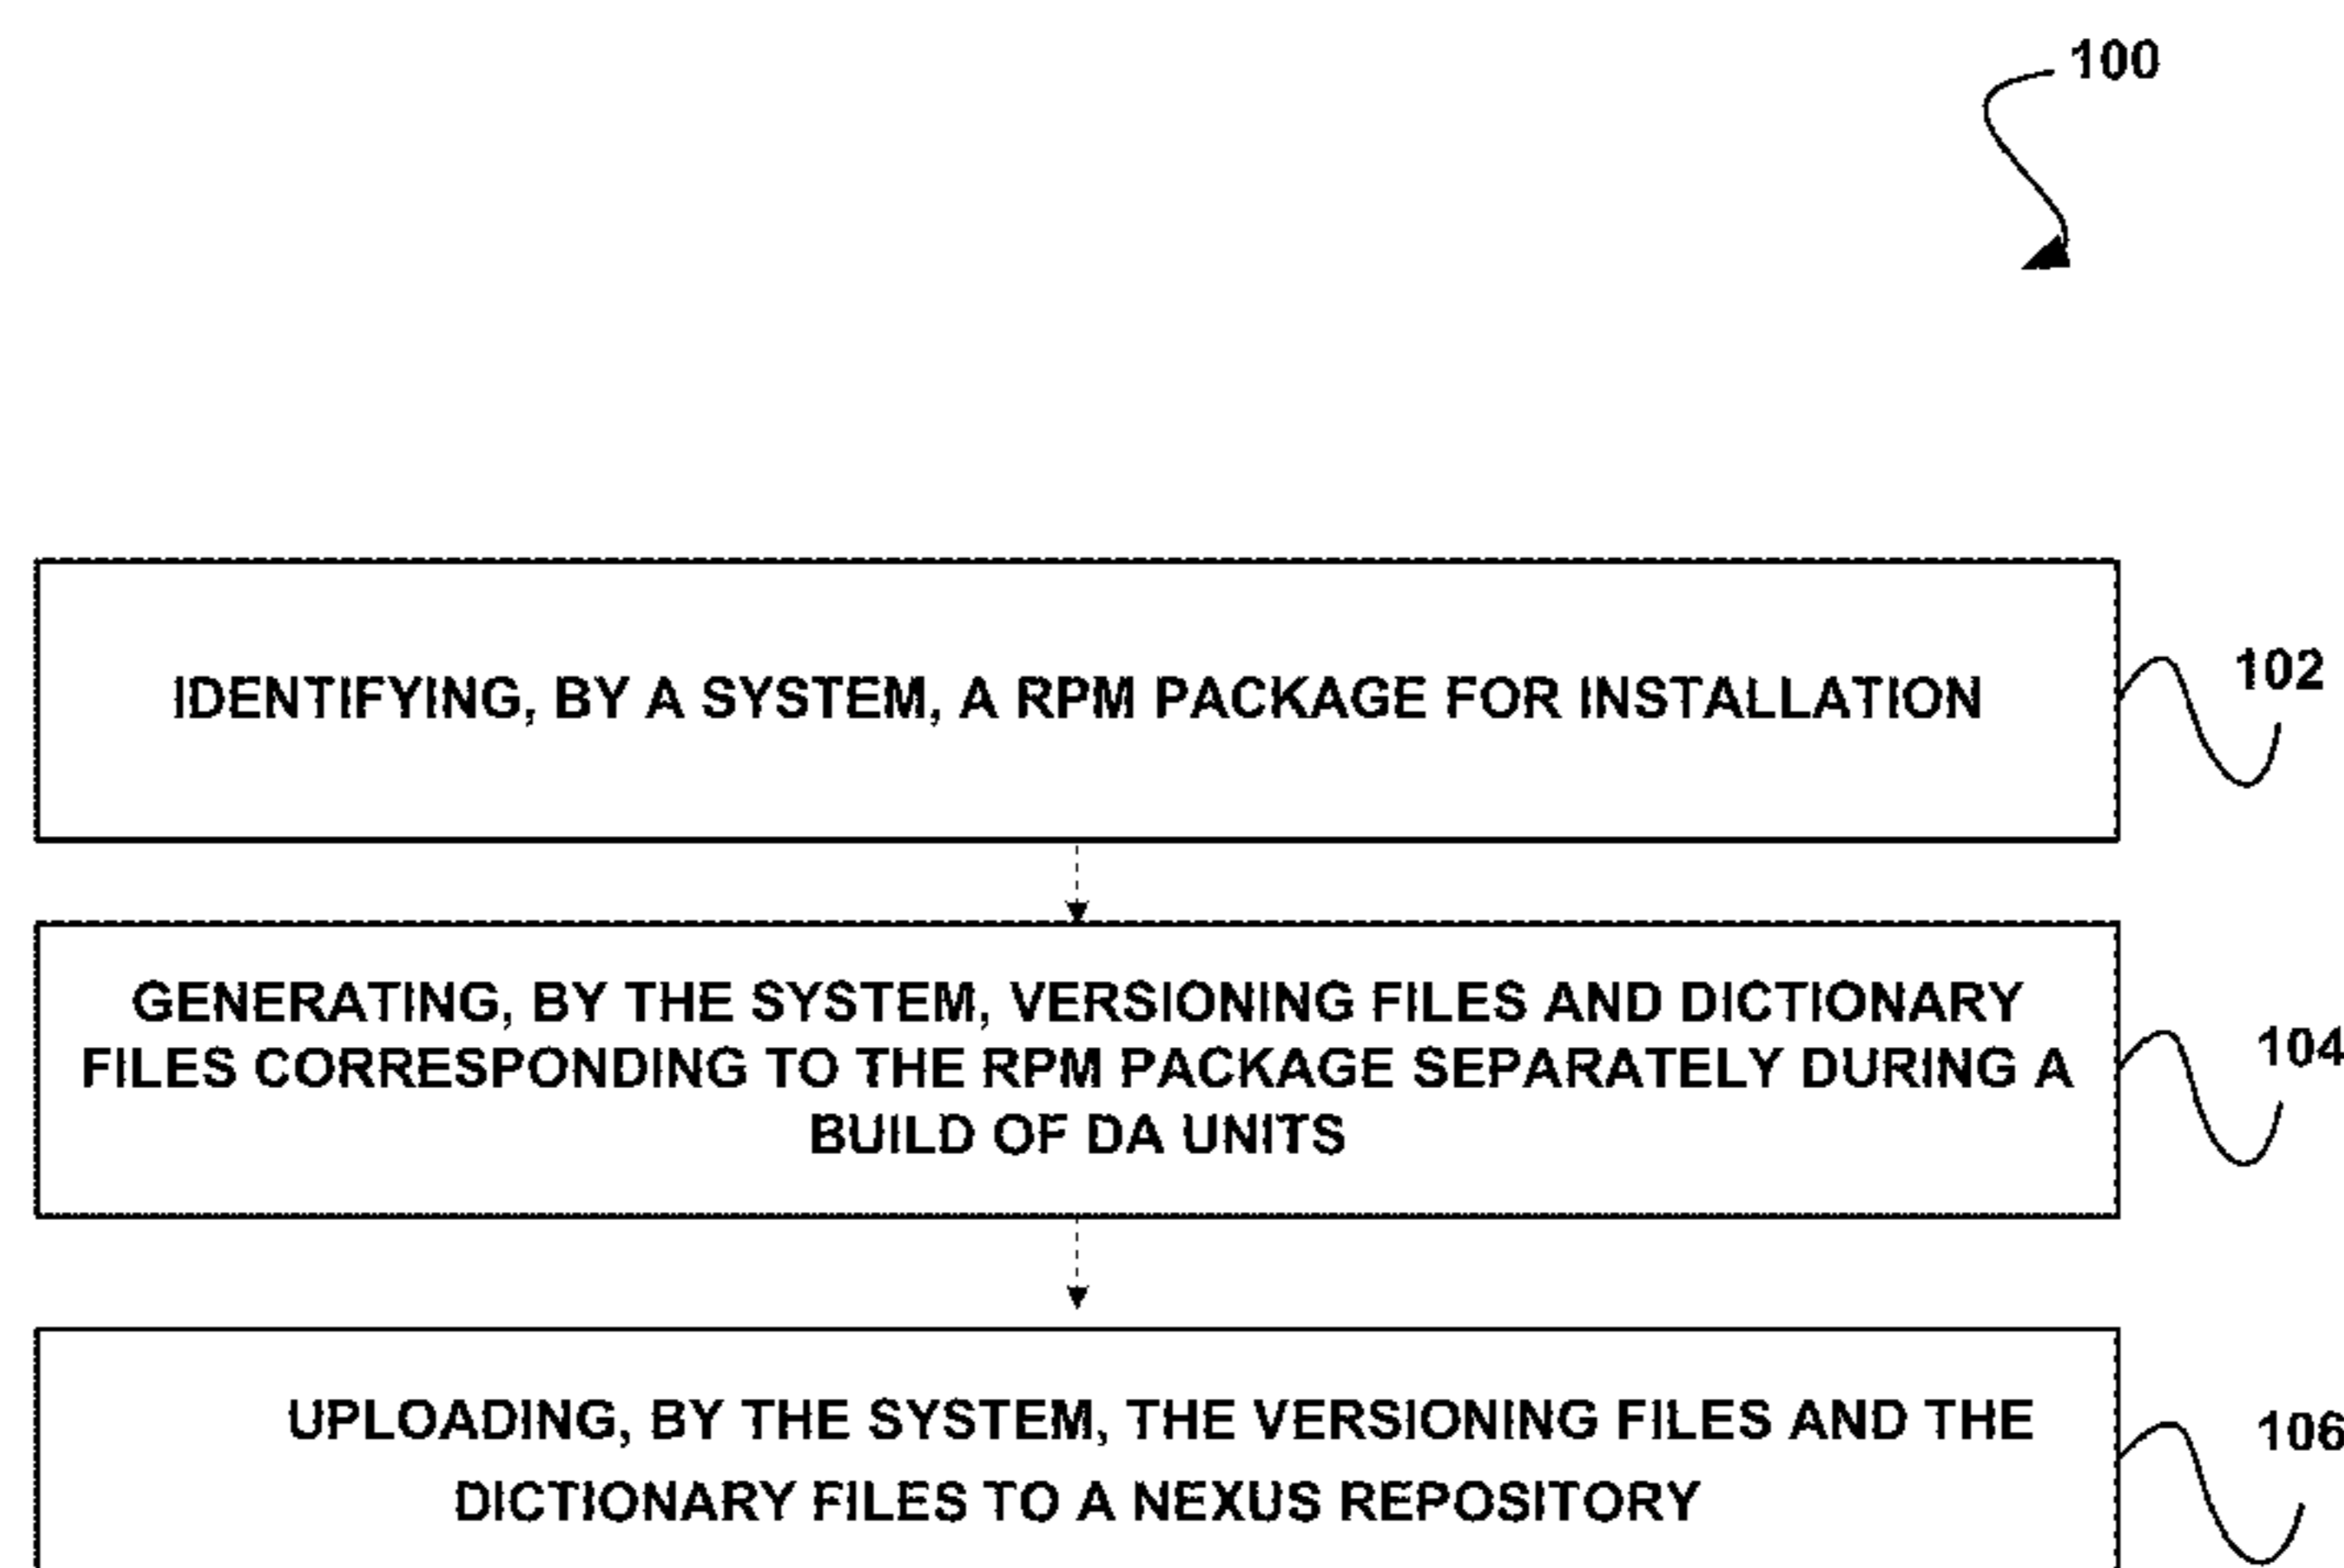 100
IDENTIFYING, BY A SYSTEM, A RPM PACKAGE FOR INSTALLATION
102
GENERATING, BY THE SYSTEM, VERSIONING FILES AND DICTIONARY
FILES CORRESPONDING TO THE RPM PACKAGE SEPARATELY DURING A
BUILD OF DA UNITS
104
UPLOADING, BY THE SYSTEM, THE VERSIONING FILES AND THE
DICTIONARY FILES TO A NEXUS REPOSITORY
106